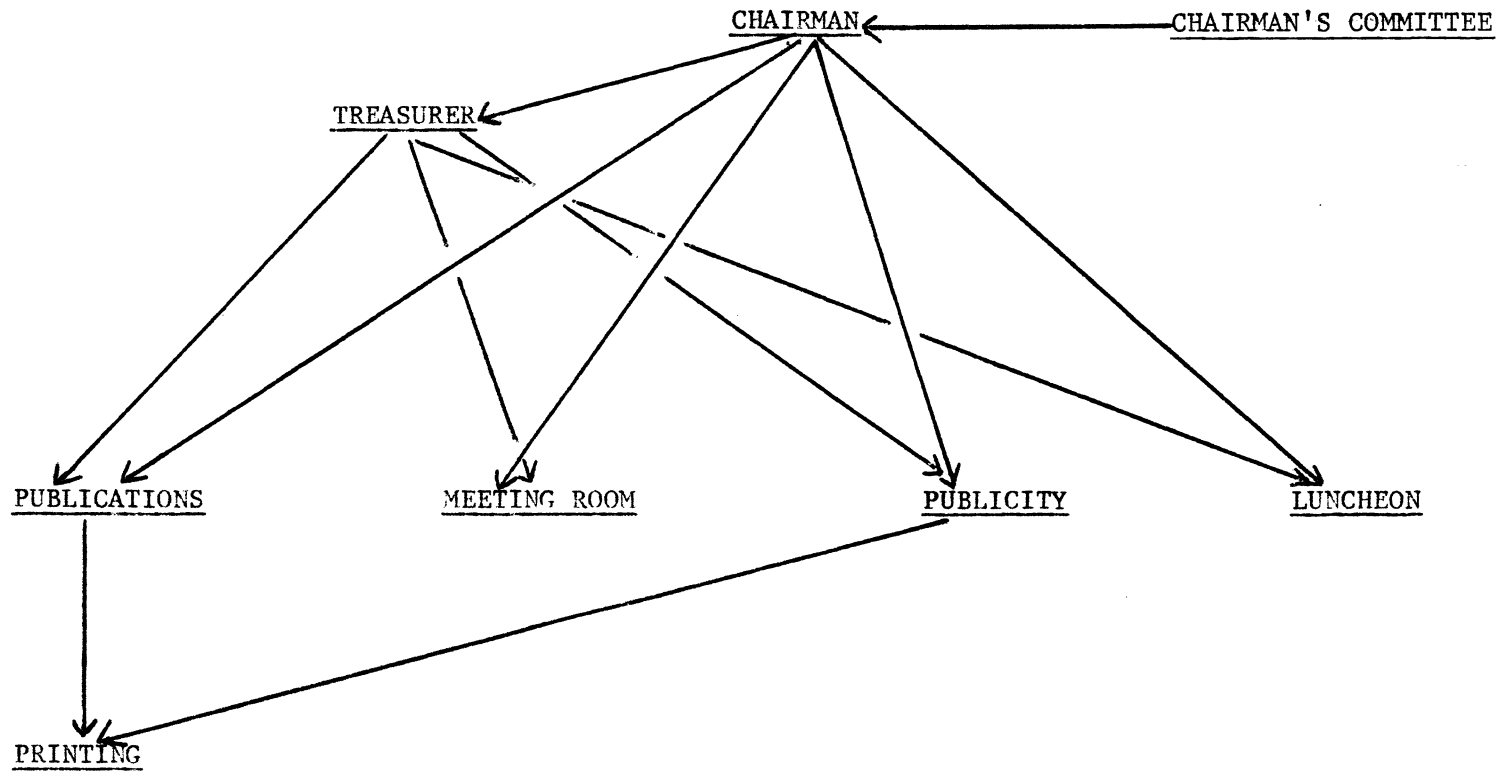 CHAIRMAN
CHAIRMAN'S COMMITTEE
TREASURER
PUBLICATIONS
MEETING ROOM
PUBLICITY
LUNCHEON
PRINTING